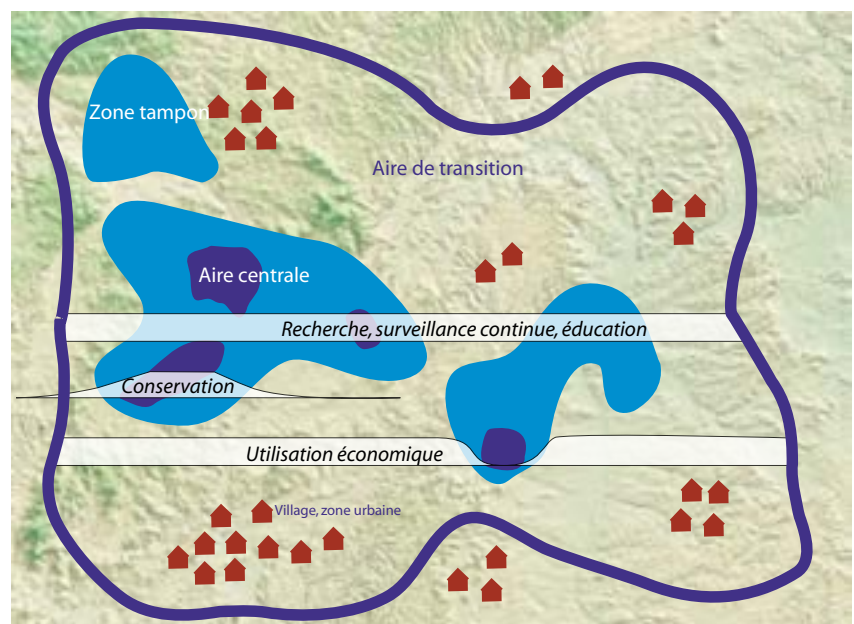 Zone tampon
Aire de transition
Aire centrale
Recherche, surveillance continue, éducation
Conservation
Utilisation économique
Village, zone urbaine